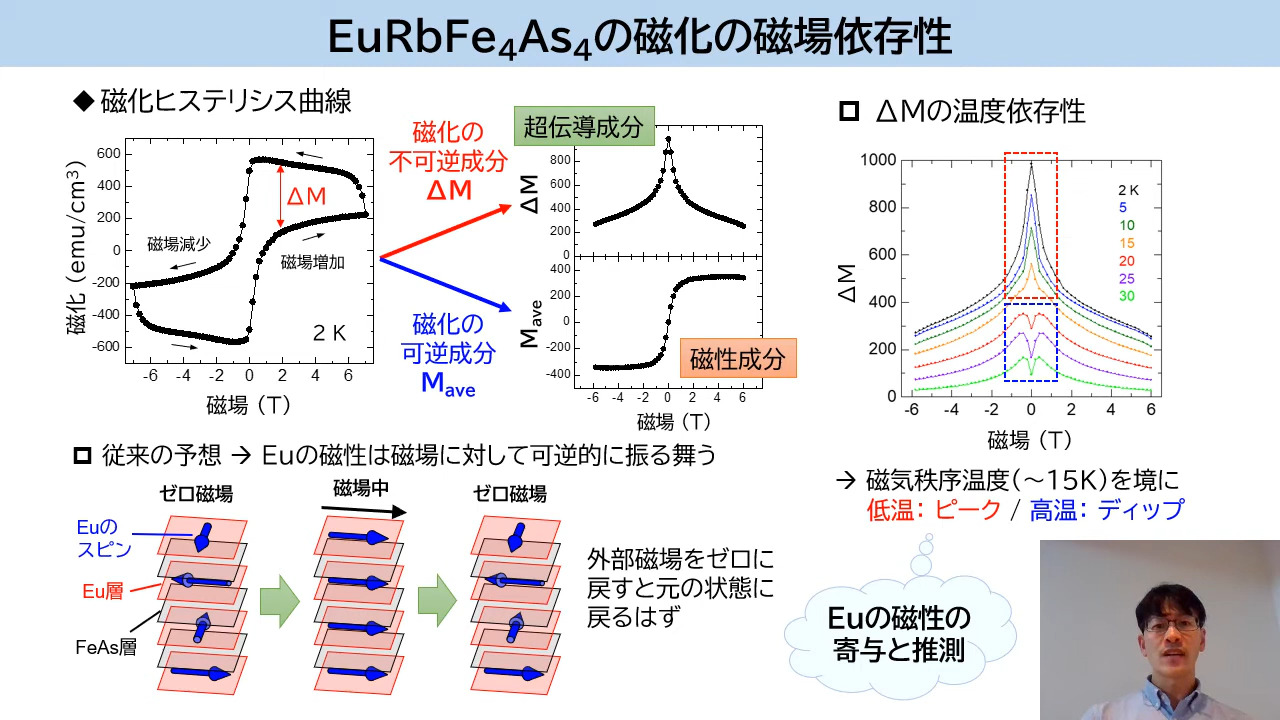 EuRbFe₄As₄の磁化の磁場依存性
◆ 磁化ヒステリシス曲線
磁化 (emu/cm³)
600
400
200
0
-200
-400
-600
ΔM
磁場減少
磁場増加
2 K
-6 -4 -2 0 2 4 6
磁場 (T)
磁化の
不可逆成分
ΔM
磁化の
可逆成分
Mave
超伝導成分
ΔM
800
600
400
200
0
Mave
400
200
0
-200
-400
磁性成分
-6 -4 -2 0 2 4 6
磁場 (T)
ΔMの温度依存性
ΔM
1000
800
600
400
200
0
2 K
5
10
15
20
25
30
-6 -4 -2 0 2 4 6
磁場 (T)
→ 磁気秩序温度(~15K)を境に
低温: ピーク / 高温: ディップ
Euの磁性の
寄与と推測
従来の予想 → Euの磁性は磁場に対して可逆的に振る舞う
ゼロ磁場
磁場中
ゼロ磁場
Euの
スピン
Eu層
FeAs層
外部磁場をゼロに
戻すと元の状態に
戻るはず